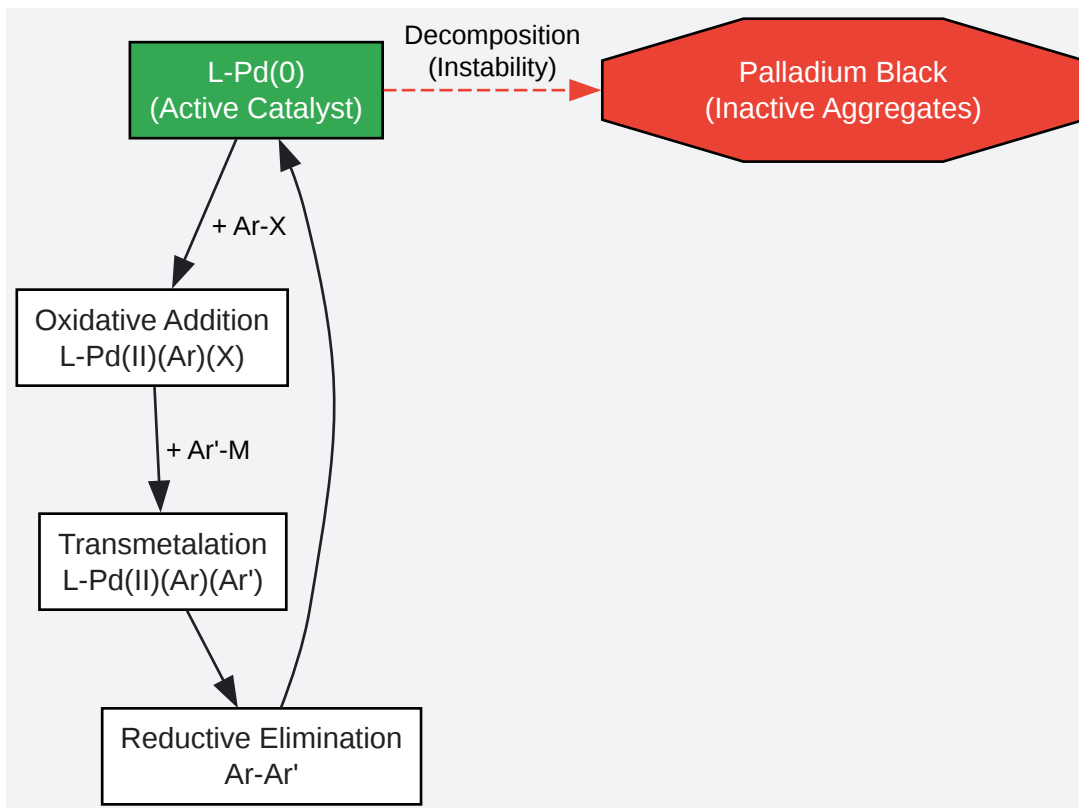 L-Pd(0)
(Active Catalyst)
Decomposition
(Instability)
Palladium Black
(Inactive Aggregates)
+ Ar-X
Oxidative Addition
L-Pd(II)(Ar)(X)
+ Ar'-M
Transmetalation
L-Pd(II)(Ar)(Ar')
Reductive Elimination
Ar-Ar'